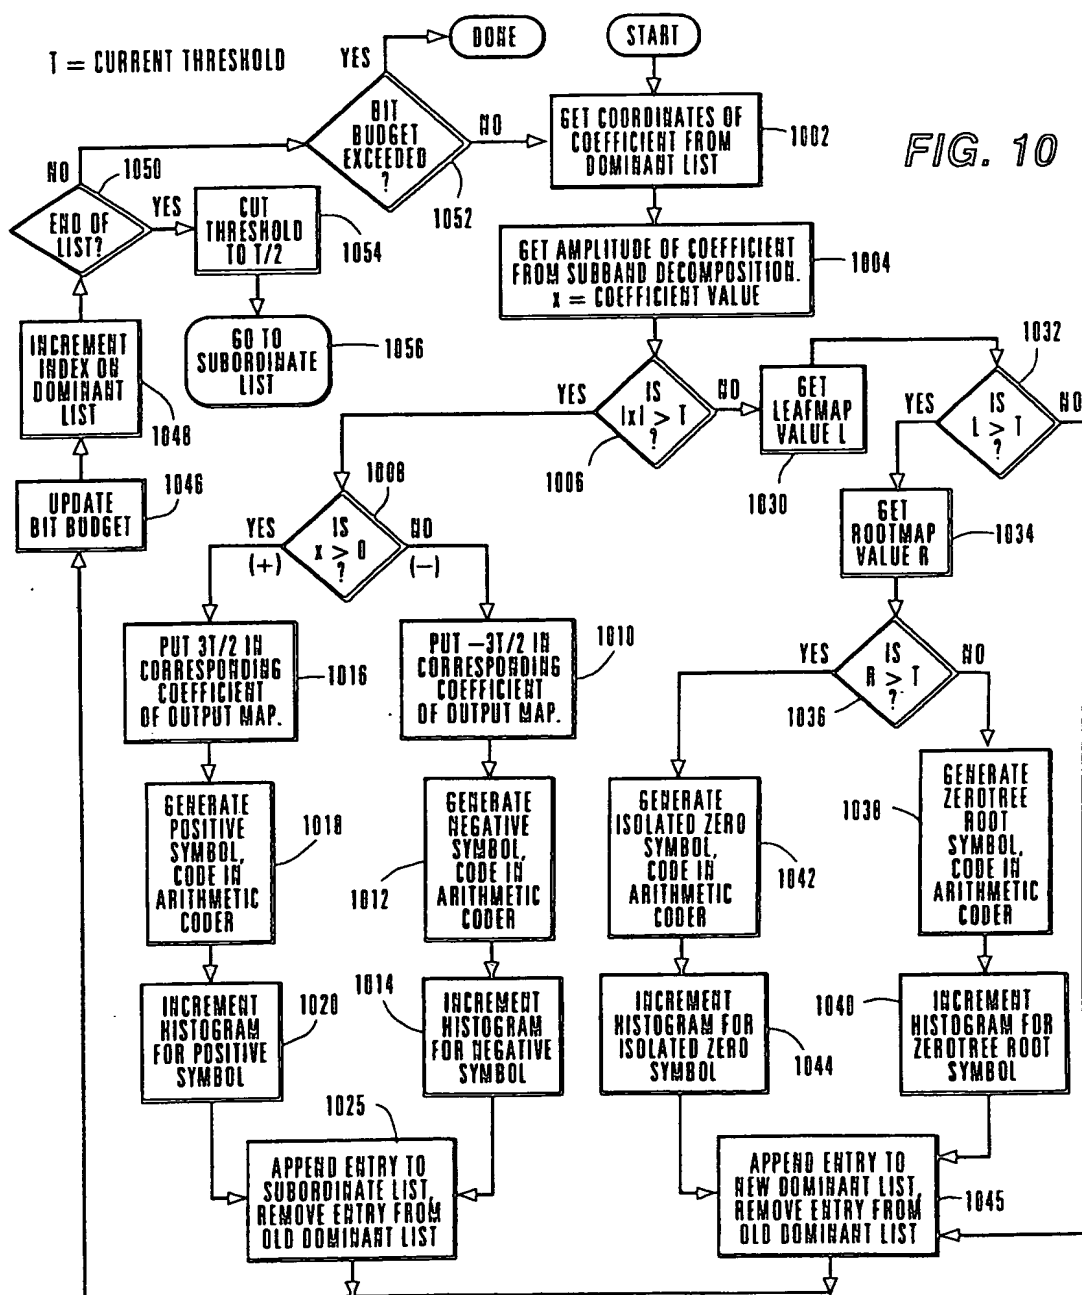 DONE
START
T = CURRENT THRESHOLD
YES
BIT
BUDGET
EXCEEDED
?
NO
1052
GET COORDINATES OF
COEFFICIENT FROM
DOMINANT LIST
1002
FIG. 10
NO
1050
END OF
LIST?
YES
CUT
THRESHOLD
TO T/2
1054
GET AMPLITUDE OF COEFFICIENT
FROM SUBBAND DECOMPOSITION.
x = COEFFICIENT VALUE
1004
GO TO
SUBORDINATE
LIST
1056
INCREMENT
INDEX ON
DOMINANT
LIST
1048
YES
IS
|x| > T
?
NO
1006
GET
LEAFMAP
VALUE L
1030
1032
YES
IS
L > T
?
NO
UPDATE
BIT BUDGET
1046
1008
YES
(+)
IS
x > 0
?
NO
(−)
GET
ROOTMAP
VALUE R
1034
PUT 3T/2 IN
CORRESPONDING
COEFFICIENT
OF OUTPUT MAP.
1016
PUT −3T/2 IN
CORRESPONDING
COEFFICIENT
OF OUTPUT MAP.
1010
YES
IS
R > T
?
NO
1036
GENERATE
POSITIVE
SYMBOL,
CODE IN
ARITHMETIC
CODER
1018
GENERATE
NEGATIVE
SYMBOL,
CODE IN
ARITHMETIC
CODER
1012
GENERATE
ISOLATED ZERO
SYMBOL,
CODE IN
ARITHMETIC
CODER
1042
GENERATE
ZEROTREE
ROOT
SYMBOL,
CODE IN
ARITHMETIC
CODER
1038
INCREMENT
HISTOGRAM
FOR POSITIVE
SYMBOL
1020
INCREMENT
HISTOGRAM
FOR NEGATIVE
SYMBOL
1014
INCREMENT
HISTOGRAM FOR
ISOLATED ZERO
SYMBOL
1044
INCREMENT
HISTOGRAM FOR
ZEROTREE ROOT
SYMBOL
1040
1025
APPEND ENTRY TO
SUBORDINATE LIST,
REMOVE ENTRY FROM
OLD DOMINANT LIST
APPEND ENTRY TO
NEW DOMINANT LIST,
REMOVE ENTRY FROM
OLD DOMINANT LIST
1045